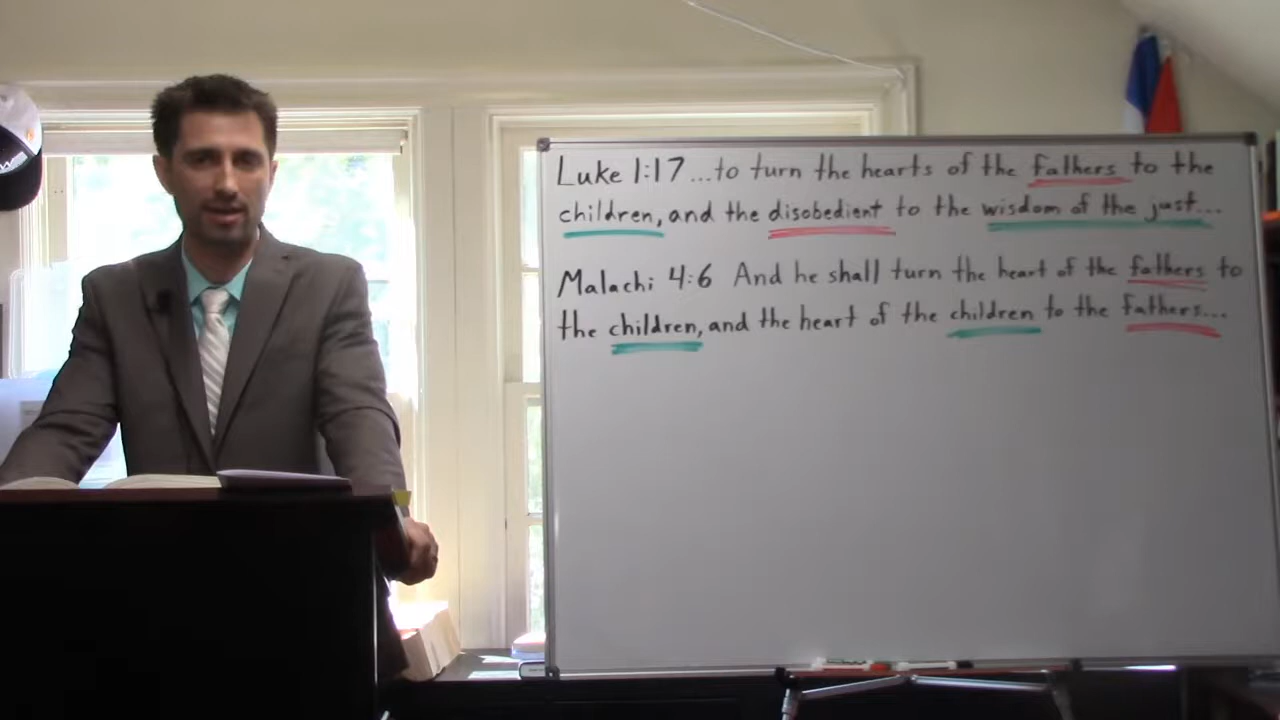 Luke 1:17 ...to turn the hearts of the fathers to the
children, and the disobedient to the wisdom of the just...
Malachi 4:6 And he shall turn the heart of the fathers to
the children, and the heart of the children to the fathers...